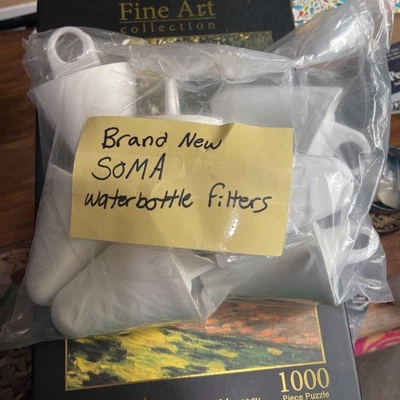 Fine Art
collection
Brand New
SOMA
waterbottle filters
1000
Piece Puzzle